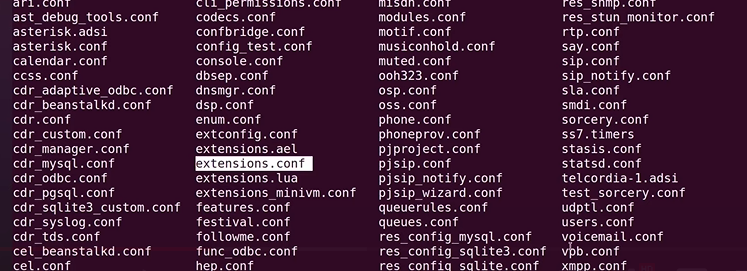 ari.conf cli_permissions.conf misdn.conf res_snmp.conf
ast_debug_tools.conf codecs.conf modules.conf res_stun_monitor.conf
asterisk.adsi confbridge.conf motif.conf rtp.conf
asterisk.conf config_test.conf musiconhold.conf say.conf
calendar.conf console.conf muted.conf sip.conf
ccss.conf dbsep.conf ooh323.conf sip_notify.conf
cdr_adaptive_odbc.conf dnsmgr.conf osp.conf sla.conf
cdr_beanstalkd.conf dsp.conf oss.conf smdi.conf
cdr.conf enum.conf phone.conf sorcery.conf
cdr_custom.conf extconfig.conf phoneprov.conf ss7.timers
cdr_manager.conf extensions.ael pjproject.conf stasis.conf
cdr_mysql.conf extensions.conf pjsip.conf statsd.conf
cdr_odbc.conf extensions.lua pjsip_notify.conf telcordia-1.adsi
cdr_pgsql.conf extensions_minivm.conf pjsip_wizard.conf test_sorcery.conf
cdr_sqlite3_custom.conf features.conf queuerules.conf udptl.conf
cdr_syslog.conf festival.conf queues.conf users.conf
cdr_tds.conf followme.conf res_config_mysql.conf voicemail.conf
cel_beanstalkd.conf func_odbc.conf res_config_sqlite3.conf vpb.conf
cel.conf hep.conf res_config_sqlite.conf xmpp.conf